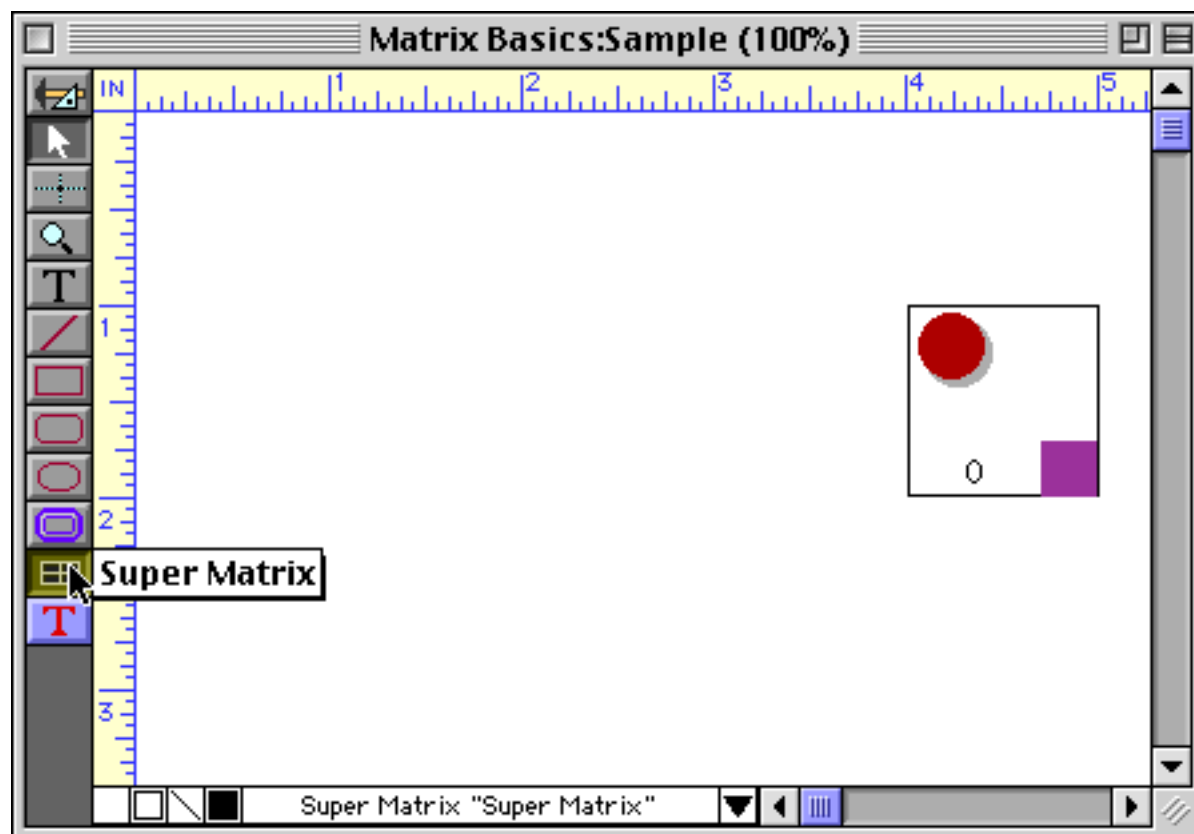 Matrix Basics:Sample (100%)
IN 1 2 3 4 5
T
1
0
2
Super Matrix
T
3
Super Matrix "Super Matrix"